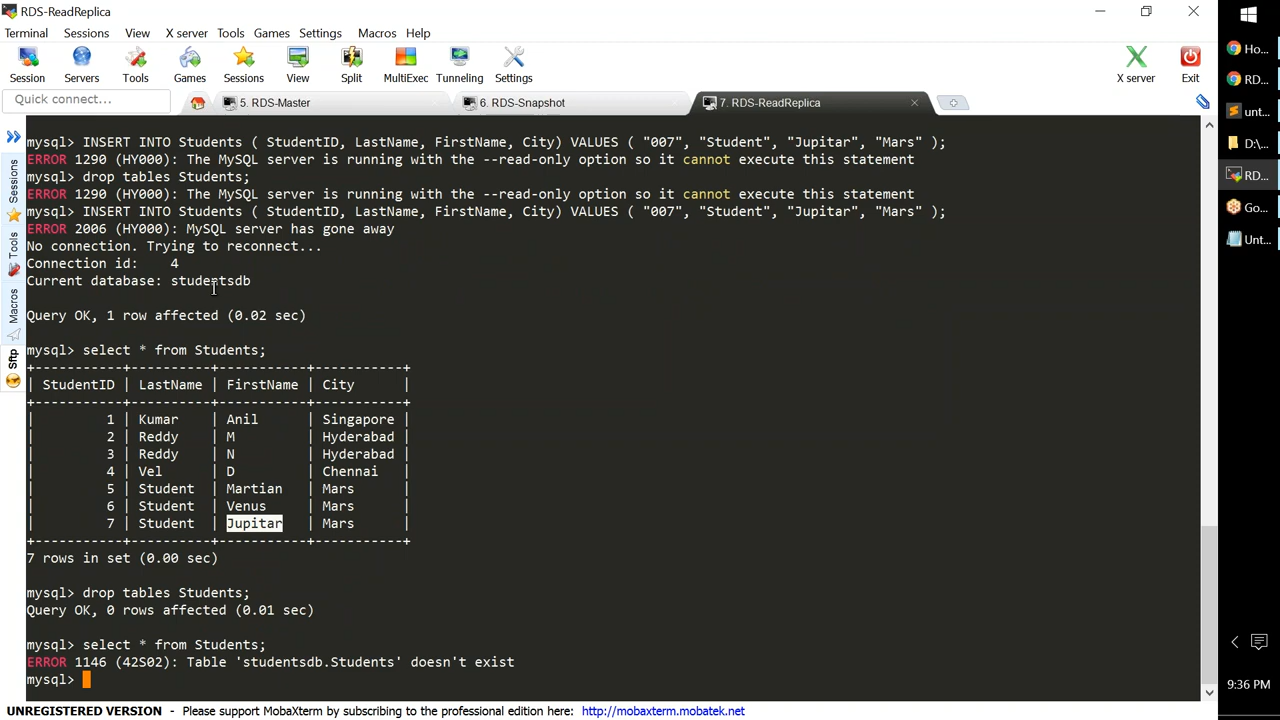 RDS-ReadReplica
Terminal Sessions View X server Tools Games Settings Macros Help
Session Servers Tools Games Sessions View Split MultiExec Tunneling Settings X server Exit
Quick connect... 5. RDS-Master 6. RDS-Snapshot 7. RDS-ReadReplica
Sessions
Tools
Macros
Sftp
mysql> INSERT INTO Students ( StudentID, LastName, FirstName, City) VALUES ( "007", "Student", "Jupitar", "Mars" );
ERROR 1290 (HY000): The MySQL server is running with the --read-only option so it cannot execute this statement
mysql> drop tables Students;
ERROR 1290 (HY000): The MySQL server is running with the --read-only option so it cannot execute this statement
mysql> INSERT INTO Students ( StudentID, LastName, FirstName, City) VALUES ( "007", "Student", "Jupitar", "Mars" );
ERROR 2006 (HY000): MySQL server has gone away
No connection. Trying to reconnect...
Connection id:    4
Current database: studentsdb
Query OK, 1 row affected (0.02 sec)
mysql> select * from Students;
+-----------+----------+-----------+-----------+
| StudentID | LastName | FirstName | City      |
+-----------+----------+-----------+-----------+
|         1 | Kumar    | Anil      | Singapore |
|         2 | Reddy    | M         | Hyderabad |
|         3 | Reddy    | N         | Hyderabad |
|         4 | Vel      | D         | Chennai   |
|         5 | Student  | Martian   | Mars      |
|         6 | Student  | Venus     | Mars      |
|         7 | Student  | Jupitar   | Mars      |
+-----------+----------+-----------+-----------+
7 rows in set (0.00 sec)
mysql> drop tables Students;
Query OK, 0 rows affected (0.01 sec)
mysql> select * from Students;
ERROR 1146 (42S02): Table 'studentsdb.Students' doesn't exist
mysql>
UNREGISTERED VERSION - Please support MobaXterm by subscribing to the professional edition here: http://mobaxterm.mobatek.net
Ho...
RD...
unt...
D:\...
RD...
Go...
Unt...
9:36 PM